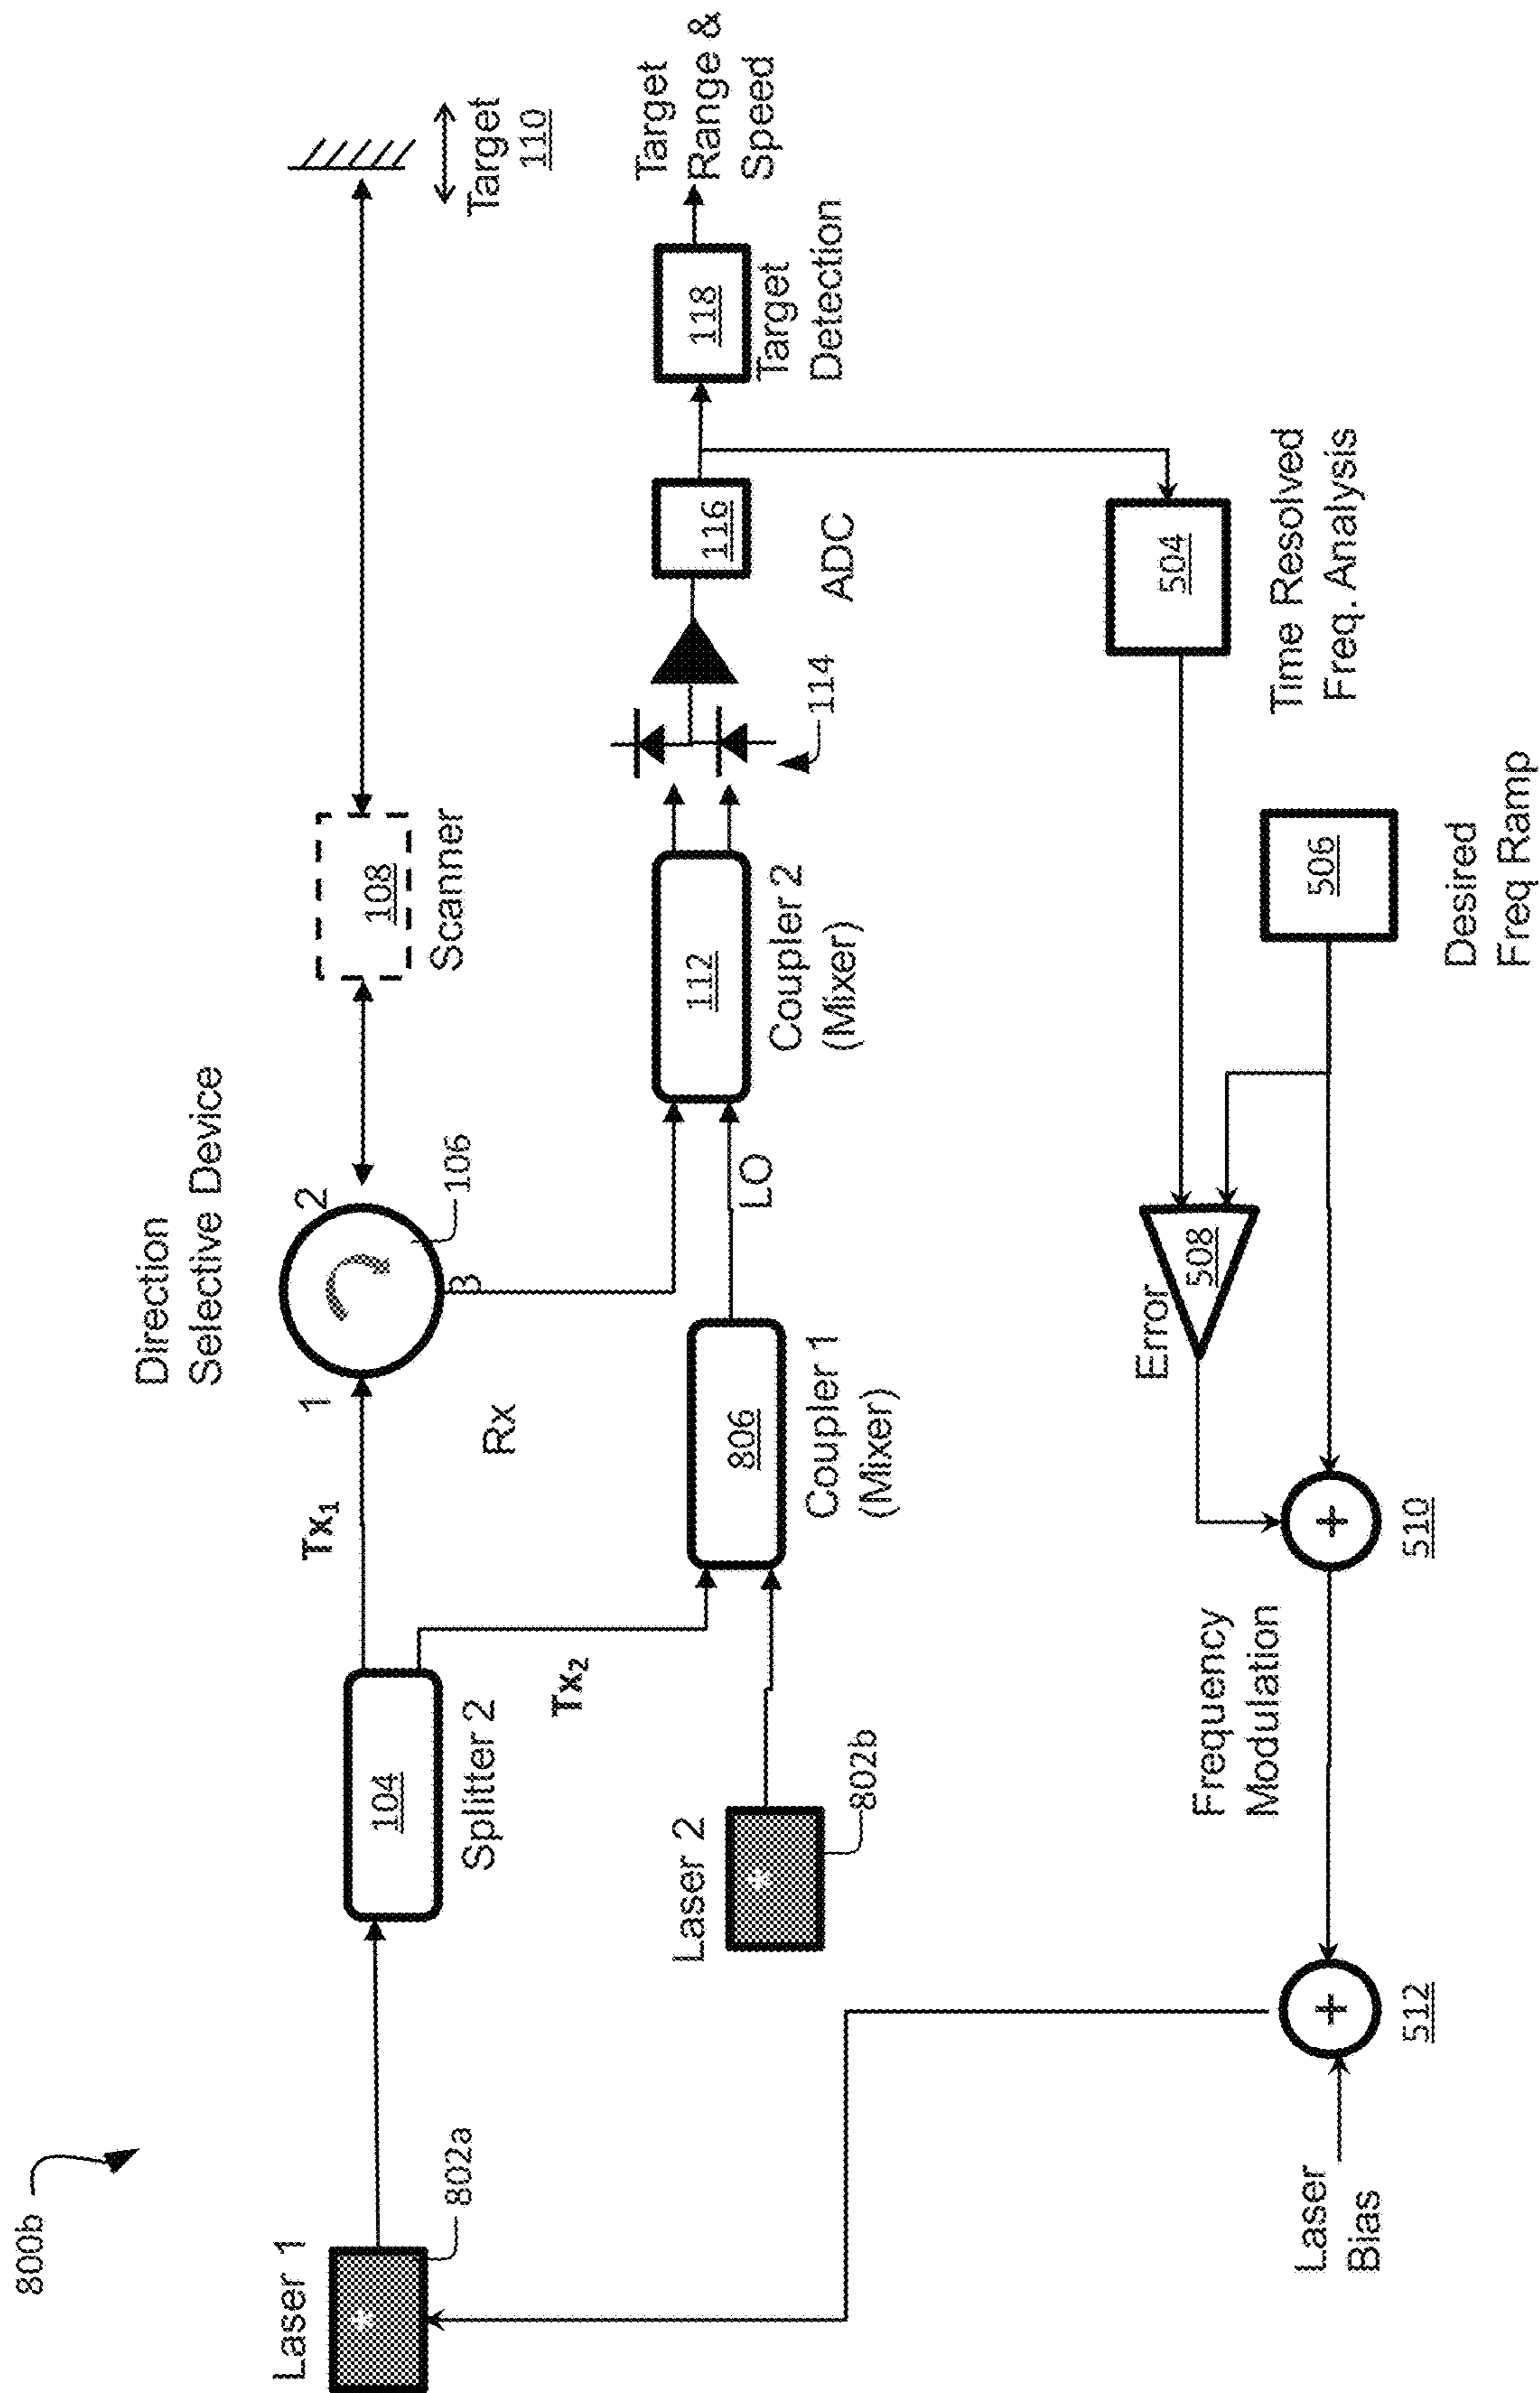 800b
Direction
Selective Device
Laser 1
802a
104
Splitter 2
Tx₁
1
2
3
106
108
Scanner
Target
110
Rx
Tx₂
Laser 2
802b
806
Coupler 1
(Mixer)
LO
112
Coupler 2
(Mixer)
114
116
ADC
118
Target
Detection
Target
Range &
Speed
504
Time Resolved
Freq. Analysis
506
Desired
Freq Ramp
Error
508
510
Frequency
Modulation
+
+
512
Laser
Bias